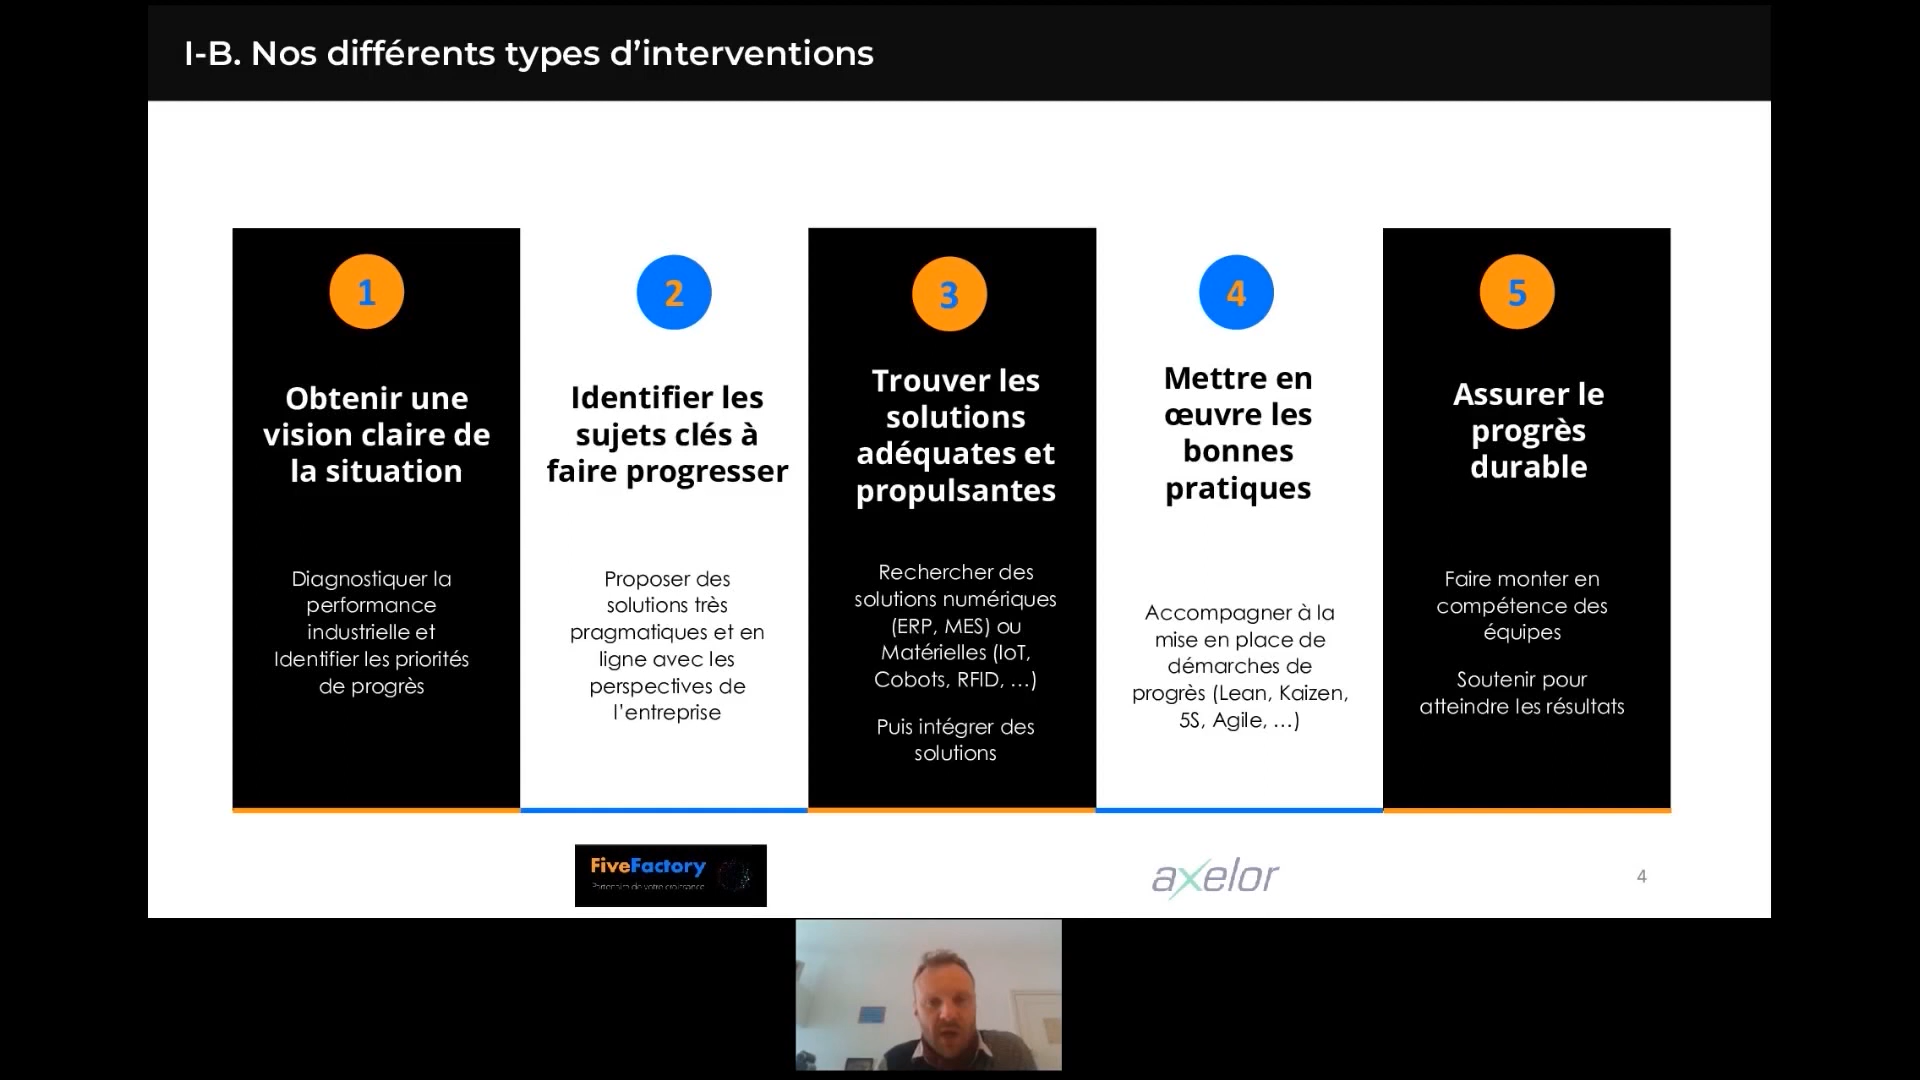 I-B. Nos différents types d’interventions
1
Obtenir une
vision claire de
la situation
Diagnostiquer la
performance
industrielle et
Identifier les priorités
de progrès
2
Identifier les
sujets clés à
faire progresser
Proposer des
solutions très
pragmatiques et en
ligne avec les
perspectives de
l’entreprise
3
Trouver les
solutions
adéquates et
propulsantes
Rechercher des
solutions numériques
(ERP, MES) ou
Matérielles (IoT,
Cobots, RFID, …)
Puis intégrer des
solutions
4
Mettre en
œuvre les
bonnes
pratiques
Accompagner à la
mise en place de
démarches de
progrès (Lean, Kaizen,
5S, Agile, …)
5
Assurer le
progrès
durable
Faire monter en
compétence des
équipes
Soutenir pour
atteindre les résultats
FiveFactory
Partenaire de votre croissance
axelor
4